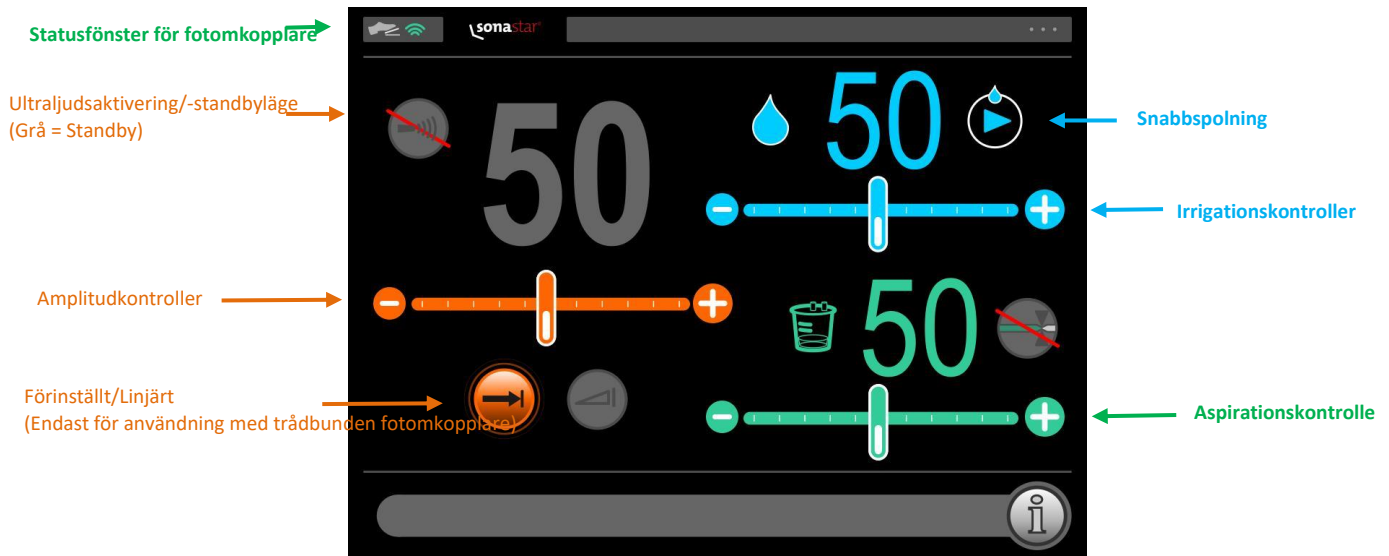 Statusfönster för fotomkopplare
sonastar
...
Ultraljudsaktivering/-standbyläge
(Grå = Standby)
50
50
Snabbspolning
Irrigationskontroller
Amplitudkontroller
50
Förinställt/Linjärt
(Endast för användning med trådbunden fotomkopplare)
Aspirationskontrolle
i